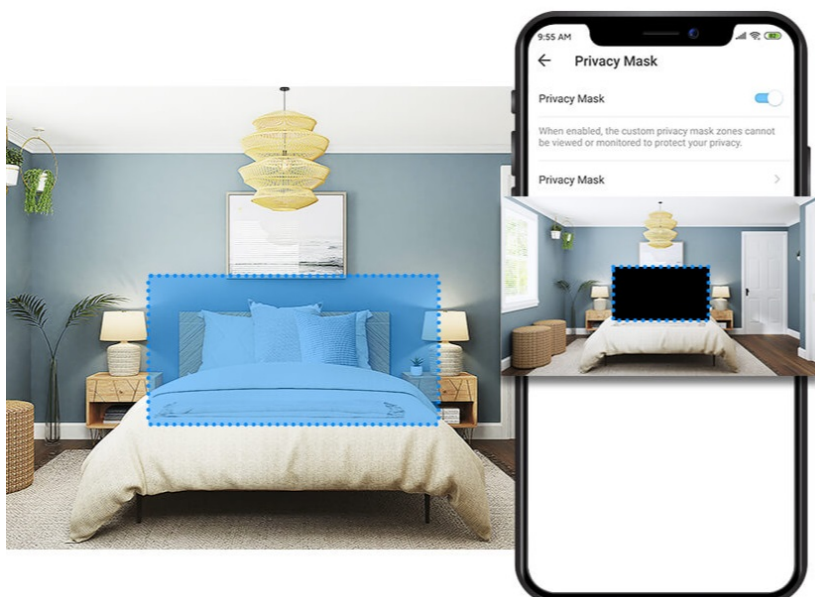 9:55 AM
Privacy Mask
Privacy Mask
When enabled, the custom privacy mask zones cannot
be viewed or monitored to protect your privacy.
Privacy Mask